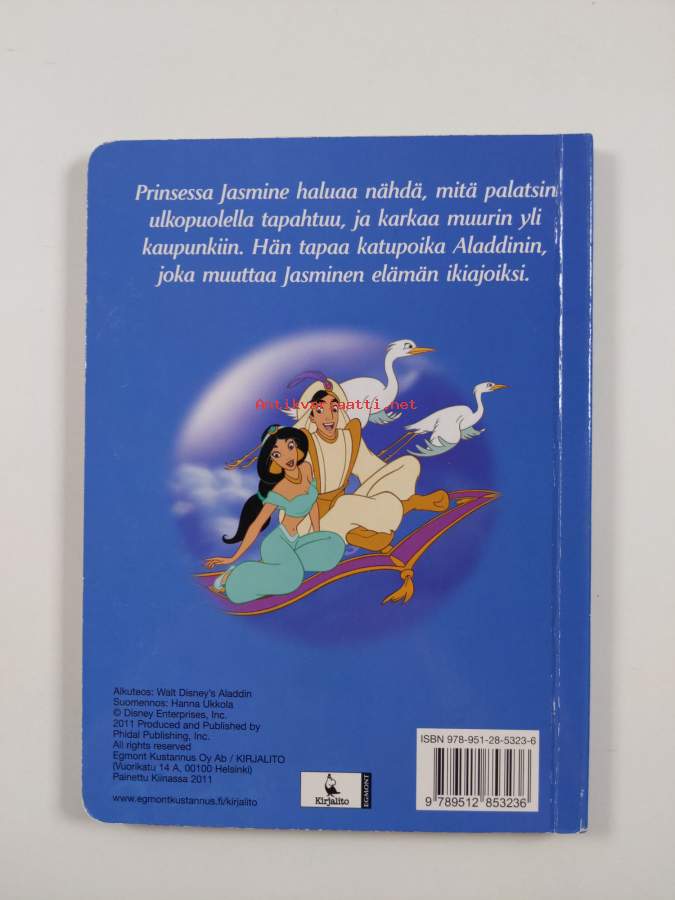 Prinsessa Jasmine haluaa nähdä, mitä palatsin
ulkopuolella tapahtuu, ja karkaa muurin yli
kaupunkiin. Hän tapaa katupoika Aladdinin,
joka muuttaa Jasminen elämän ikiajoiksi.
Antikvariaatti.net
Alkuteos: Walt Disney's Aladdin
Suomennos: Hanna Ukkola
© Disney Enterprises, Inc.
2011 Produced and Published by
Phidal Publishing, Inc.
All rights reserved
Egmont Kustannus Oy Ab / KIRJALITO
(Vuorikatu 14 A, 00100 Helsinki)
Painettu Kiinassa 2011
www.egmontkustannus.fi/kirjalito
Kirjalito
EGMONT
ISBN 978-951-28-5323-6
9 789512 853236